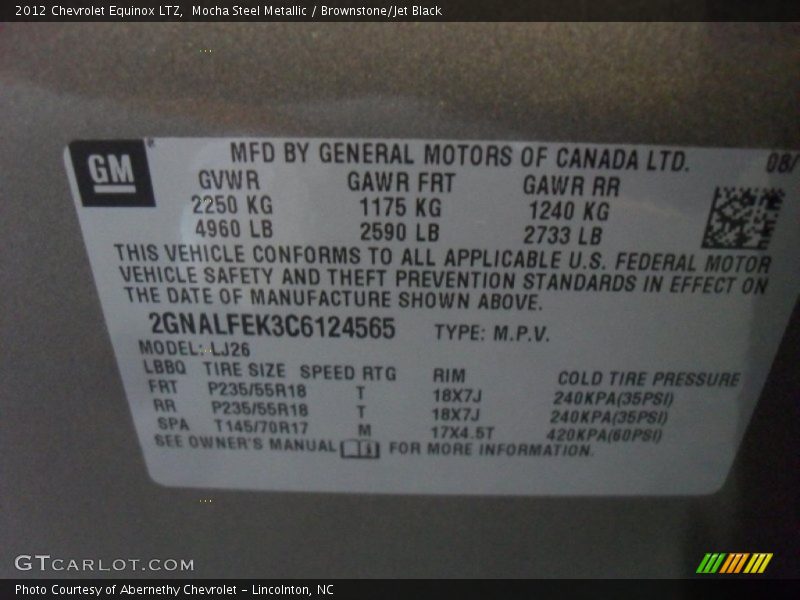 2012 Chevrolet Equinox LTZ, Mocha Steel Metallic / Brownstone/Jet Black
GM
MFD BY GENERAL MOTORS OF CANADA LTD. 08/
GVWR GAWR FRT GAWR RR
2250 KG 1175 KG 1240 KG
4960 LB 2590 LB 2733 LB
THIS VEHICLE CONFORMS TO ALL APPLICABLE U.S. FEDERAL MOTOR
VEHICLE SAFETY AND THEFT PREVENTION STANDARDS IN EFFECT ON
THE DATE OF MANUFACTURE SHOWN ABOVE.
2GNALFEK3C6124565 TYPE: M.P.V.
MODEL: LJ26
LBBQ TIRE SIZE SPEED RTG RIM COLD TIRE PRESSURE
FRT P235/55R18 T 18X7J 240KPA(35PSI)
RR P235/55R18 T 18X7J 240KPA(35PSI)
SPA T145/70R17 M 17X4.5T 420KPA(60PSI)
SEE OWNER'S MANUAL FOR MORE INFORMATION.
GTCARLOT.COM
Photo Courtesy of Abernethy Chevrolet – Lincolnton, NC